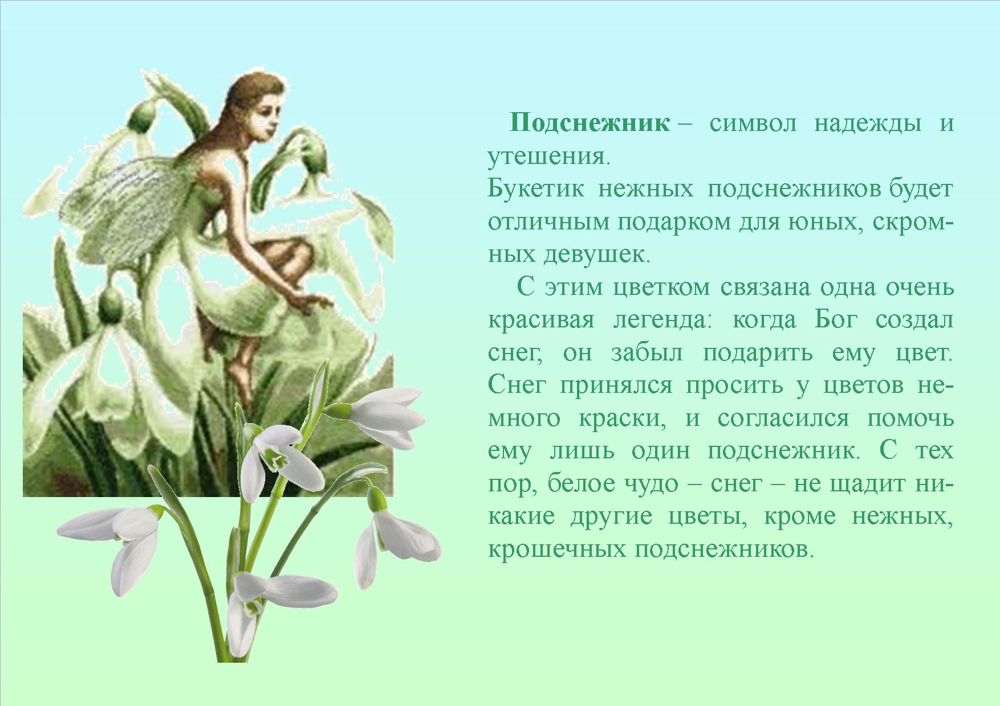 Подснежник – символ надежды и
утешения.
Букетик нежных подснежников будет
отличным подарком для юных, скром-
ных девушек.
С этим цветком связана одна очень
красивая легенда: когда Бог создал
снег, он забыл подарить ему цвет.
Снег принялся просить у цветов не-
много краски, и согласился помочь
ему лишь один подснежник. С тех
пор, белое чудо – снег – не щадит ни-
какие другие цветы, кроме нежных,
крошечных подснежников.